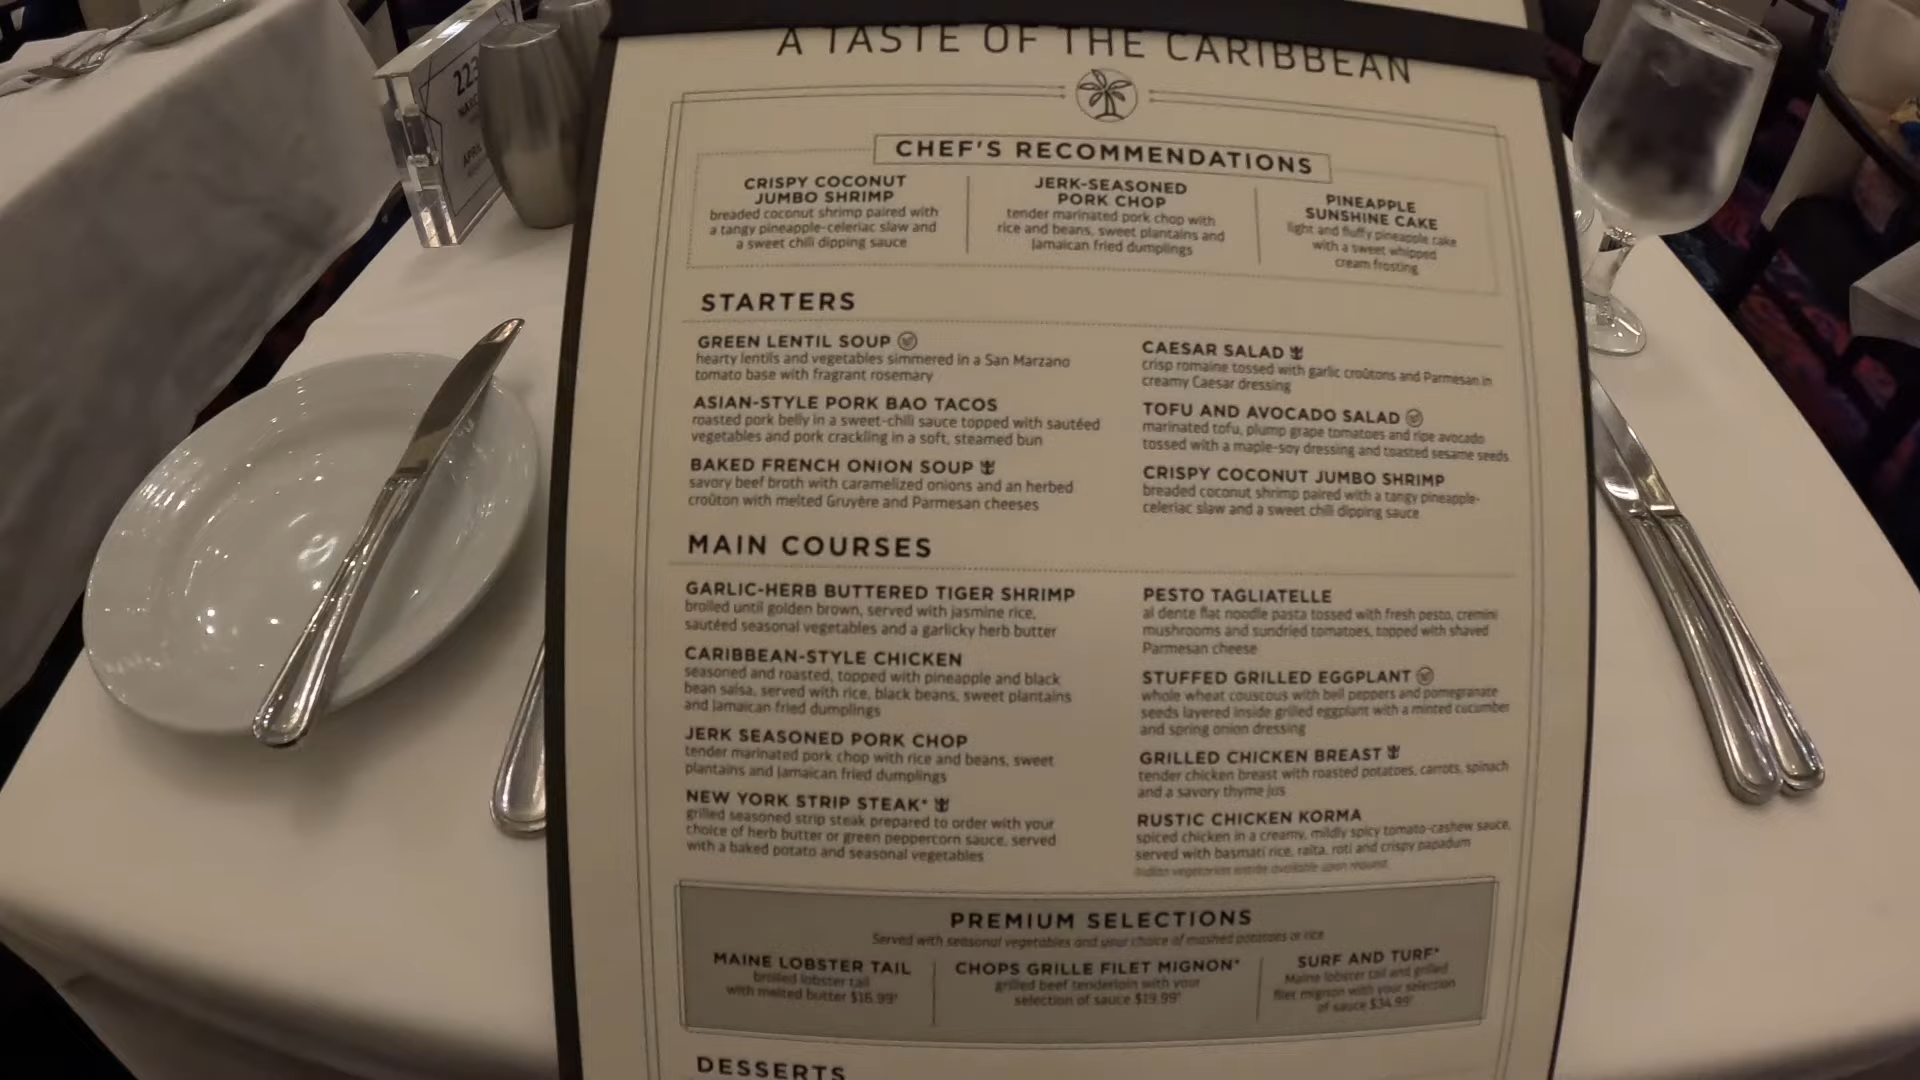 A TASTE OF THE CARIBBEAN
CHEF'S RECOMMENDATIONS
CRISPY COCONUT
JUMBO SHRIMP
breaded coconut shrimp paired with
a tangy pineapple-celeriac slaw and
a sweet chili dipping sauce
JERK-SEASONED
PORK CHOP
tender marinated pork chop with
rice and beans, sweet plantains and
Jamaican fried dumplings
PINEAPPLE
SUNSHINE CAKE
light and fluffy pineapple cake
with a sweet whipped
cream frosting
STARTERS
GREEN LENTIL SOUP
hearty lentils and vegetables simmered in a San Marzano
tomato base with fragrant rosemary
ASIAN-STYLE PORK BAO TACOS
roasted pork belly in a sweet-chili sauce topped with sautéed
vegetables and pork crackling in a soft, steamed bun
BAKED FRENCH ONION SOUP
savory beef broth with caramelized onions and an herbed
croûton with melted Gruyère and Parmesan cheeses
CAESAR SALAD
crisp romaine tossed with garlic croûtons and Parmesan in
creamy Caesar dressing
TOFU AND AVOCADO SALAD
marinated tofu, plump grape tomatoes and ripe avocado
tossed with a maple-soy dressing and toasted sesame seeds
CRISPY COCONUT JUMBO SHRIMP
breaded coconut shrimp paired with a tangy pineapple-
celeriac slaw and a sweet chili dipping sauce
MAIN COURSES
GARLIC-HERB BUTTERED TIGER SHRIMP
broiled until golden brown, served with jasmine rice,
sautéed seasonal vegetables and a garlicky herb butter
CARIBBEAN-STYLE CHICKEN
seasoned and roasted, topped with pineapple and black
bean salsa, served with rice, black beans, sweet plantains
and Jamaican fried dumplings
JERK SEASONED PORK CHOP
tender marinated pork chop with rice and beans, sweet
plantains and Jamaican fried dumplings
NEW YORK STRIP STEAK*
grilled seasoned strip steak prepared to order with your
choice of herb butter or green peppercorn sauce, served
with a baked potato and seasonal vegetables
PESTO TAGLIATELLE
al dente flat noodle pasta tossed with fresh pesto, cremini
mushrooms and sundried tomatoes, topped with shaved
Parmesan cheese
STUFFED GRILLED EGGPLANT
whole wheat couscous with bell peppers and pomegranate
seeds layered inside grilled eggplant with a minted cucumber
and spring onion dressing
GRILLED CHICKEN BREAST
tender chicken breast with roasted potatoes, carrots, spinach
and a savory thyme jus
RUSTIC CHICKEN KORMA
spiced chicken in a creamy, mildly spicy tomato-cashew sauce,
served with basmati rice, raita, roti and crispy papadum
Indian vegetarian entrée available upon request
PREMIUM SELECTIONS
Served with seasonal vegetables and your choice of mashed potatoes or rice
MAINE LOBSTER TAIL
broiled lobster tail
with melted butter $16.99†
CHOPS GRILLE FILET MIGNON*
grilled beef tenderloin with your
selection of sauce $19.99†
SURF AND TURF*
Maine lobster tail and grilled
filet mignon with your selection
of sauce $34.99†
DESSERTS